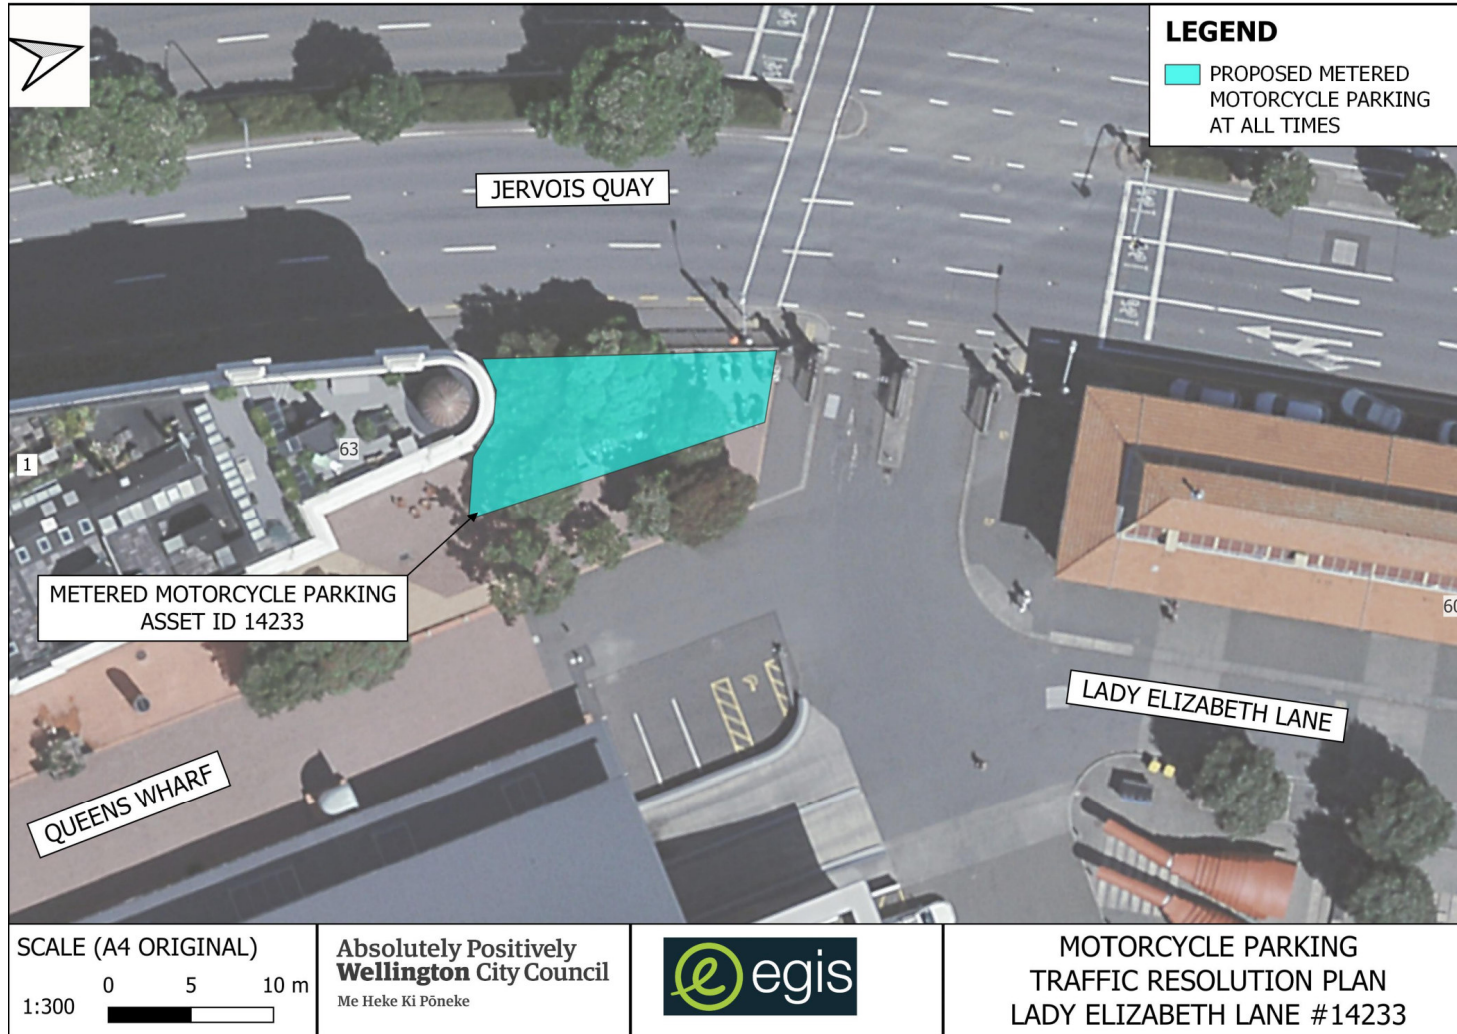 LEGEND
PROPOSED METERED
MOTORCYCLE PARKING
AT ALL TIMES
JERVOIS QUAY
63
1
METERED MOTORCYCLE PARKING
ASSET ID 14233
60
LADY ELIZABETH LANE
QUEENS WHARF
SCALE (A4 ORIGINAL)
0 5 10 m
1:300
Absolutely Positively
Wellington City Council
Me Heke Ki Pōneke
e egis
MOTORCYCLE PARKING
TRAFFIC RESOLUTION PLAN
LADY ELIZABETH LANE #14233